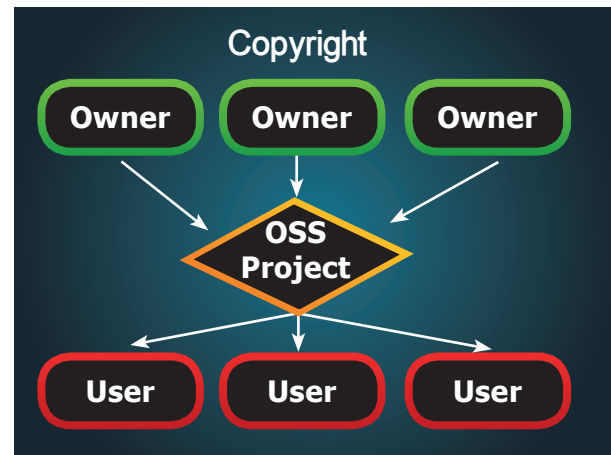 Copyright
Owner Owner Owner
OSS
Project
User User User